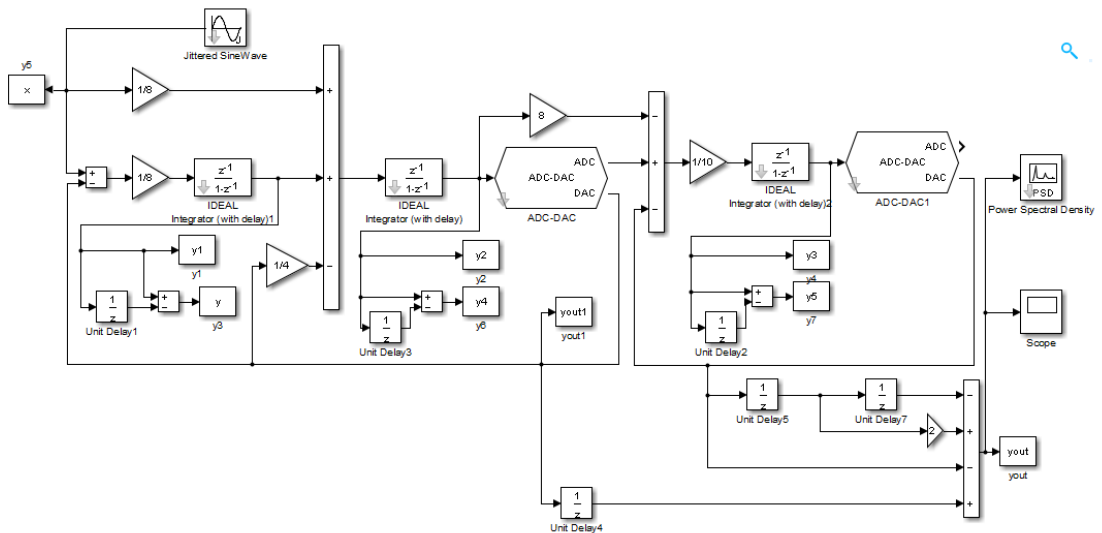 Jittered SineWave
y5
x
1/8
+
+
-
1/8
+
-
z-1
1-z-1
IDEAL
Integrator (with delay)1
z-1
1-z-1
IDEAL
Integrator (with delay)
8
ADC
ADC-DAC
DAC
ADC-DAC
-
+
-
1/10
z-1
1-z-1
IDEAL
Integrator (with delay)2
ADC
ADC-DAC
DAC
ADC-DAC1
PSD
Power Spectral Density
1/4
+
-
y1
y1
1
z
Unit Delay1
+
-
y
y3
y2
y2
1
z
Unit Delay3
+
-
y4
y6
yout1
yout1
y3
y4
1
z
Unit Delay2
+
-
y5
y7
Scope
1
z
Unit Delay5
1
z
Unit Delay7
2
-
+
-
+
yout
yout
1
z
Unit Delay4